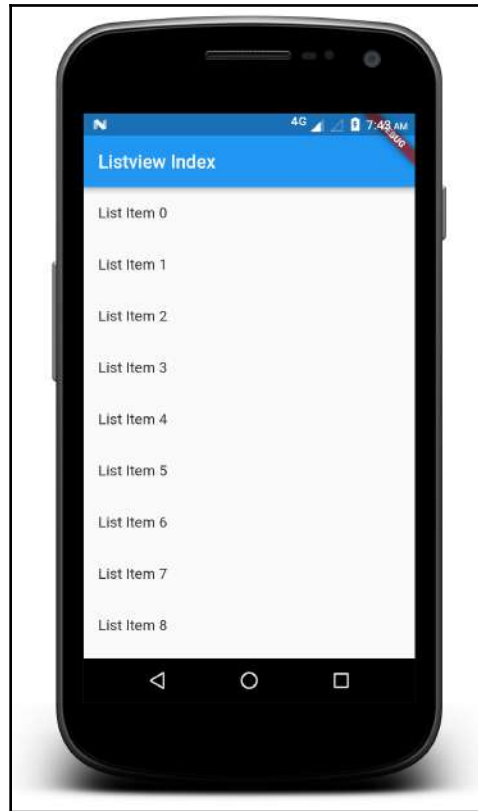 4G 7:43 AM
DEBUG
Listview Index
List Item 0
List Item 1
List Item 2
List Item 3
List Item 4
List Item 5
List Item 6
List Item 7
List Item 8